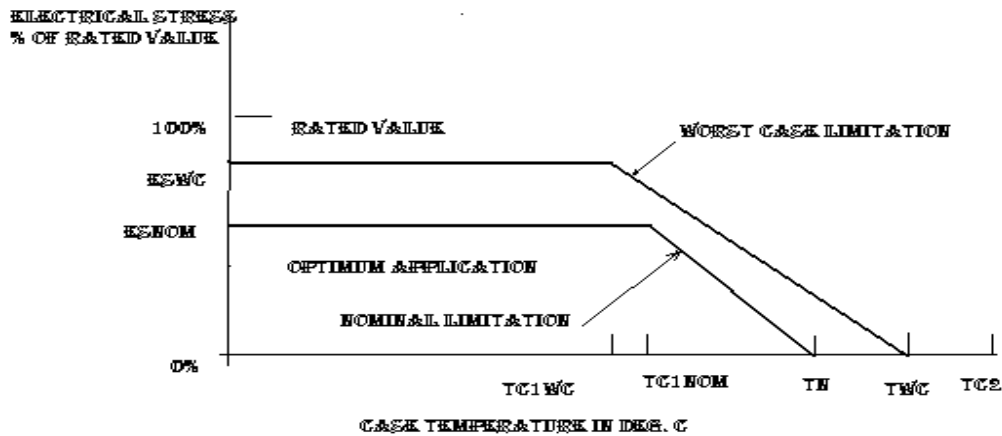 ELECTRICAL STRESS
% OF RATED VALUE
100%
RATED VALUE
WORST CASE LIMITATION
ESWC
ESNOM
OPTIMUM APPLICATION
NOMINAL LIMITATION
0%
TC1WC
TC1NOM
TN
TWC
TC2
CASE TEMPERATURE IN DEG. C